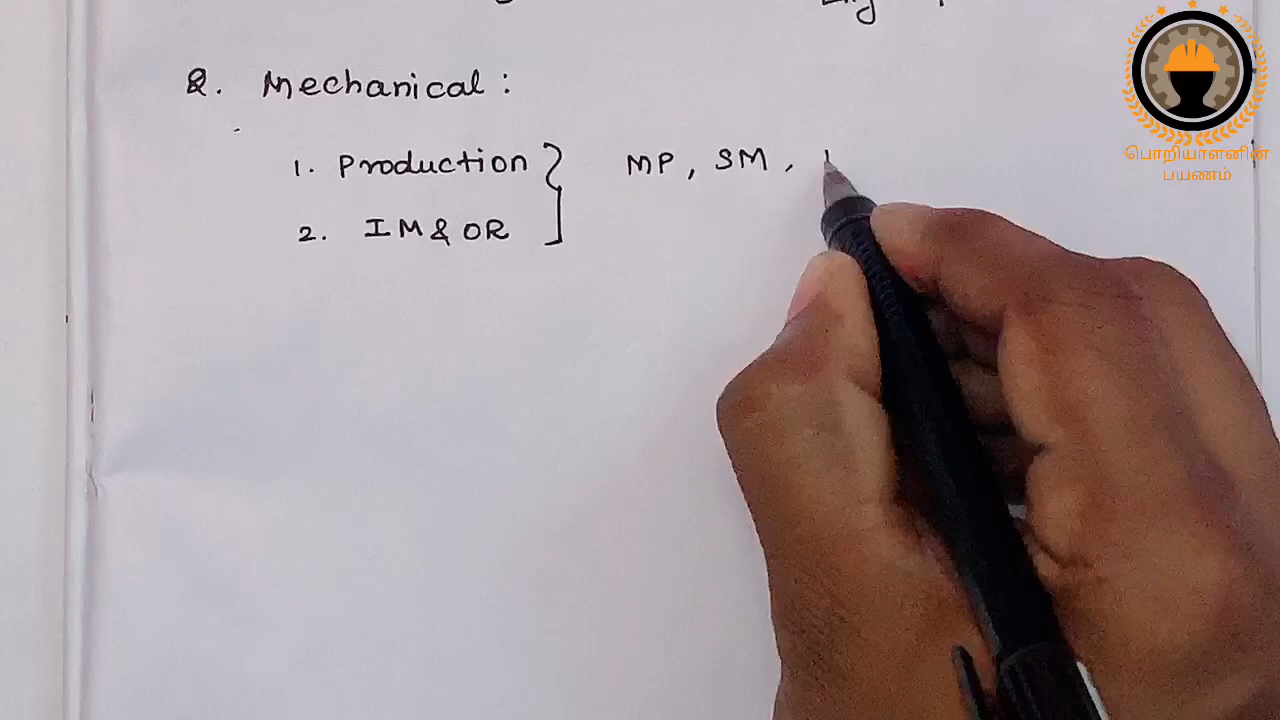 2. Mechanical :
1. Production } MP, SM,
2. IM & OR
பொறியாளனின்
பயணம்